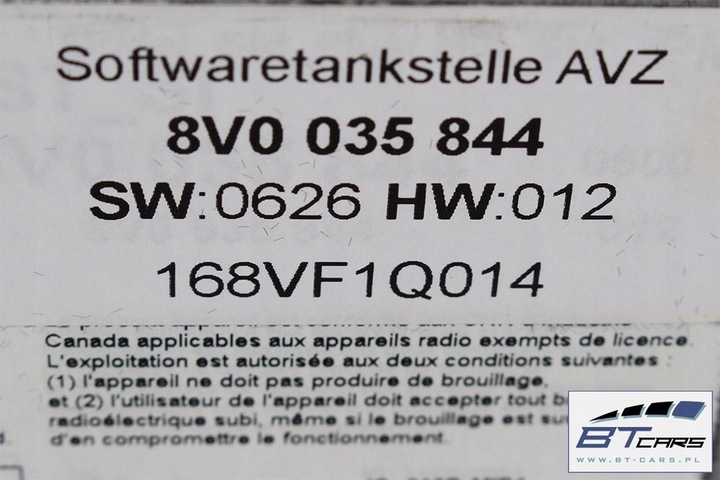 Softwaretankstelle AVZ
8V0 035 844
SW:0626 HW:012
168VF1Q014
Canada applicables aux appareils radio exempts de licence.
L'exploitation est autorisée aux deux conditions suivantes :
(1) l'appareil ne doit pas produire de brouillage,
et (2) l'utilisateur de l'appareil doit accepter tout
radioélectrique subi, même si le brouillage est
d'en compromettre le fonctionnement.
BT CARS
WWW.BT-CARS.PL